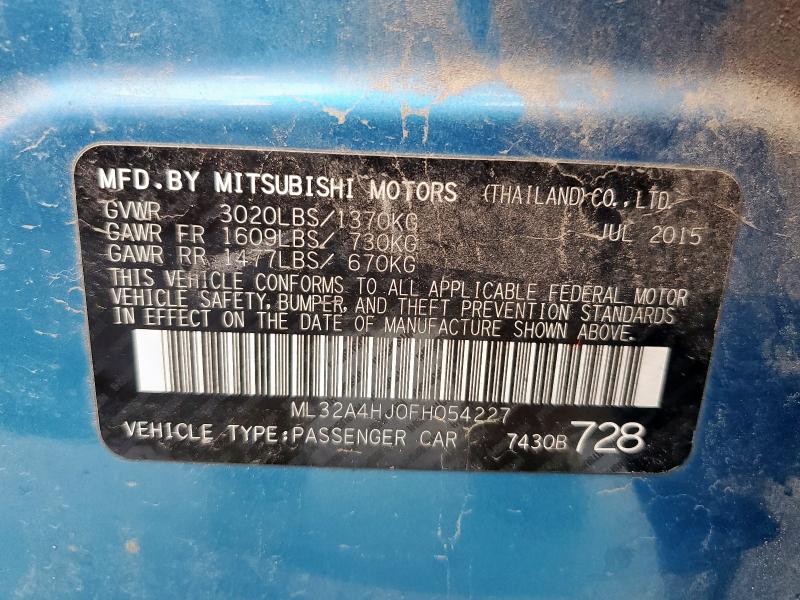 MFD.BY MITSUBISHI MOTORS (THAILAND) CO.,LTD.
GVWR 3020LBS/1370KG JUL 2015
GAWR FR 1609LBS/ 730KG
GAWR RR 1477LBS/ 670KG
THIS VEHICLE CONFORMS TO ALL APPLICABLE FEDERAL MOTOR
VEHICLE SAFETY, BUMPER, AND THEFT PREVENTION STANDARDS
IN EFFECT ON THE DATE OF MANUFACTURE SHOWN ABOVE.
ML32A4HJ0FH054227
VEHICLE TYPE:PASSENGER CAR 7430B 728